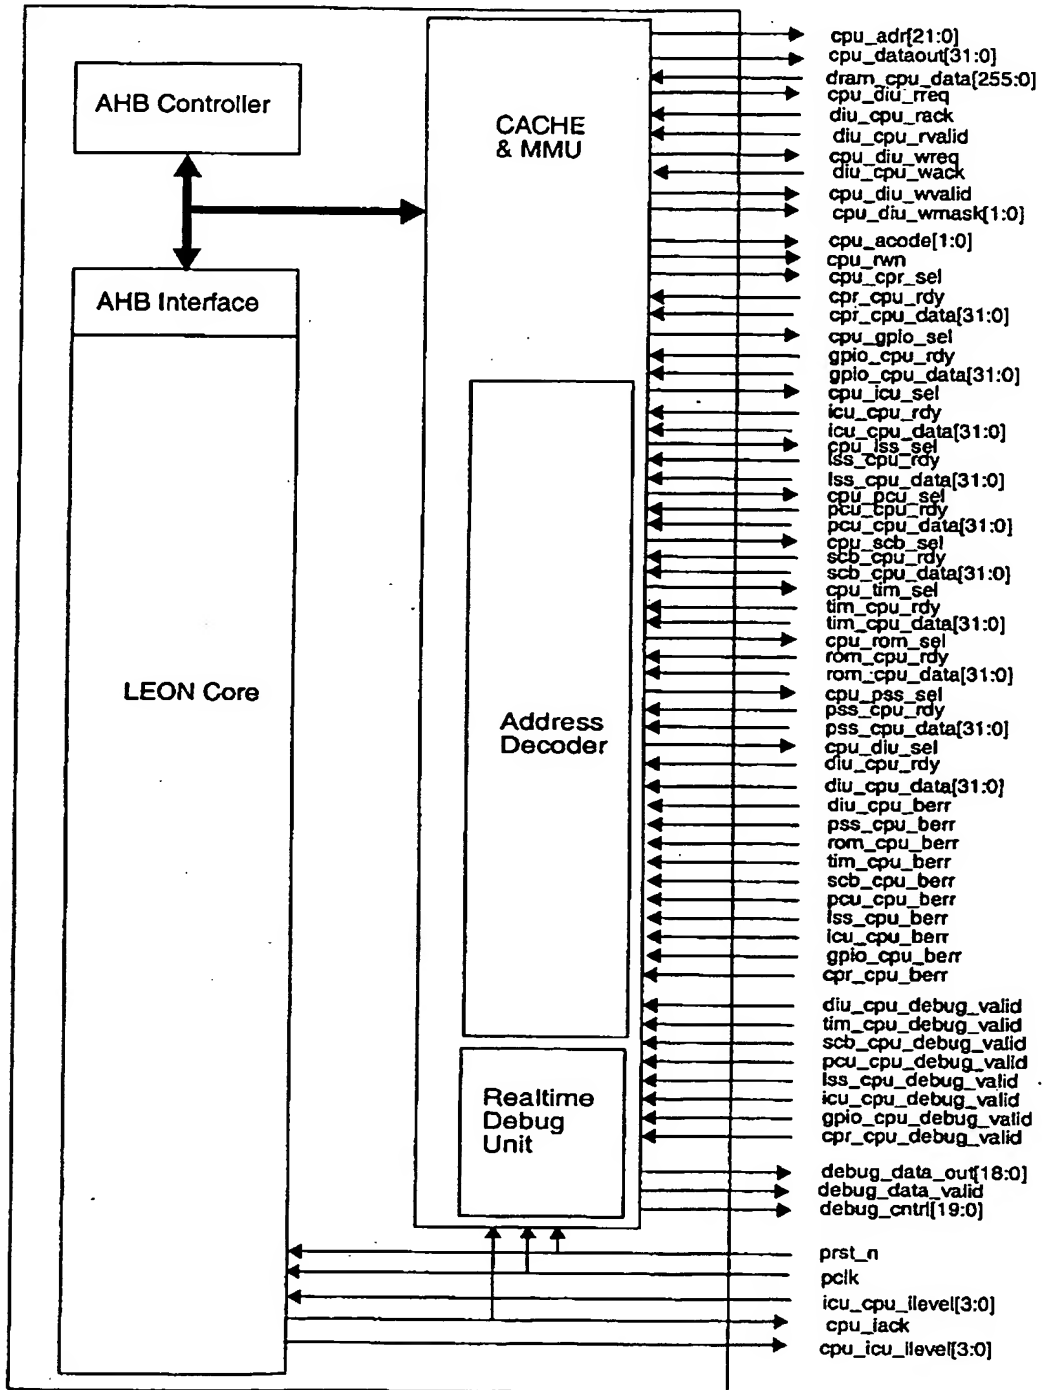 AHB Controller
CACHE
& MMU
AHB Interface
LEON Core
Address
Decoder
Realtime
Debug
Unit
cpu_adr[21:0]
cpu_dataout[31:0]
dram_cpu_data[255:0]
cpu_diu_rreq
diu_cpu_rack
diu_cpu_rvalid
cpu_diu_wreq
diu_cpu_wack
cpu_diu_wvalid
cpu_diu_wmask[1:0]
cpu_acode[1:0]
cpu_rwn
cpu_cpr_sel
cpr_cpu_rdy
cpr_cpu_data[31:0]
cpu_gpio_sel
gpio_cpu_rdy
gpio_cpu_data[31:0]
cpu_icu_sel
icu_cpu_rdy
icu_cpu_data[31:0]
cpu_lss_sel
lss_cpu_rdy
lss_cpu_data[31:0]
cpu_pcu_sel
pcu_cpu_rdy
pcu_cpu_data[31:0]
cpu_scb_sel
scb_cpu_rdy
scb_cpu_data[31:0]
cpu_tim_sel
tim_cpu_rdy
tim_cpu_data[31:0]
cpu_rom_sel
rom_cpu_rdy
rom_cpu_data[31:0]
cpu_pss_sel
pss_cpu_rdy
pss_cpu_data[31:0]
cpu_diu_sel
diu_cpu_rdy
diu_cpu_data[31:0]
diu_cpu_berr
pss_cpu_berr
rom_cpu_berr
tim_cpu_berr
scb_cpu_berr
pcu_cpu_berr
lss_cpu_berr
icu_cpu_berr
gpio_cpu_berr
cpr_cpu_berr
diu_cpu_debug_valid
tim_cpu_debug_valid
scb_cpu_debug_valid
pcu_cpu_debug_valid
lss_cpu_debug_valid
icu_cpu_debug_valid
gpio_cpu_debug_valid
cpr_cpu_debug_valid
debug_data_out[18:0]
debug_data_valid
debug_cntrl[19:0]
prst_n
pclk
icu_cpu_ilevel[3:0]
cpu_iack
cpu_icu_ilevel[3:0]